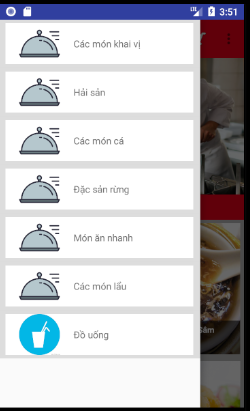 3:51
Các món khai vị
Hải sản
Các món cá
Đặc sản rừng
Món ăn nhanh
Các món lẩu
Đồ uống